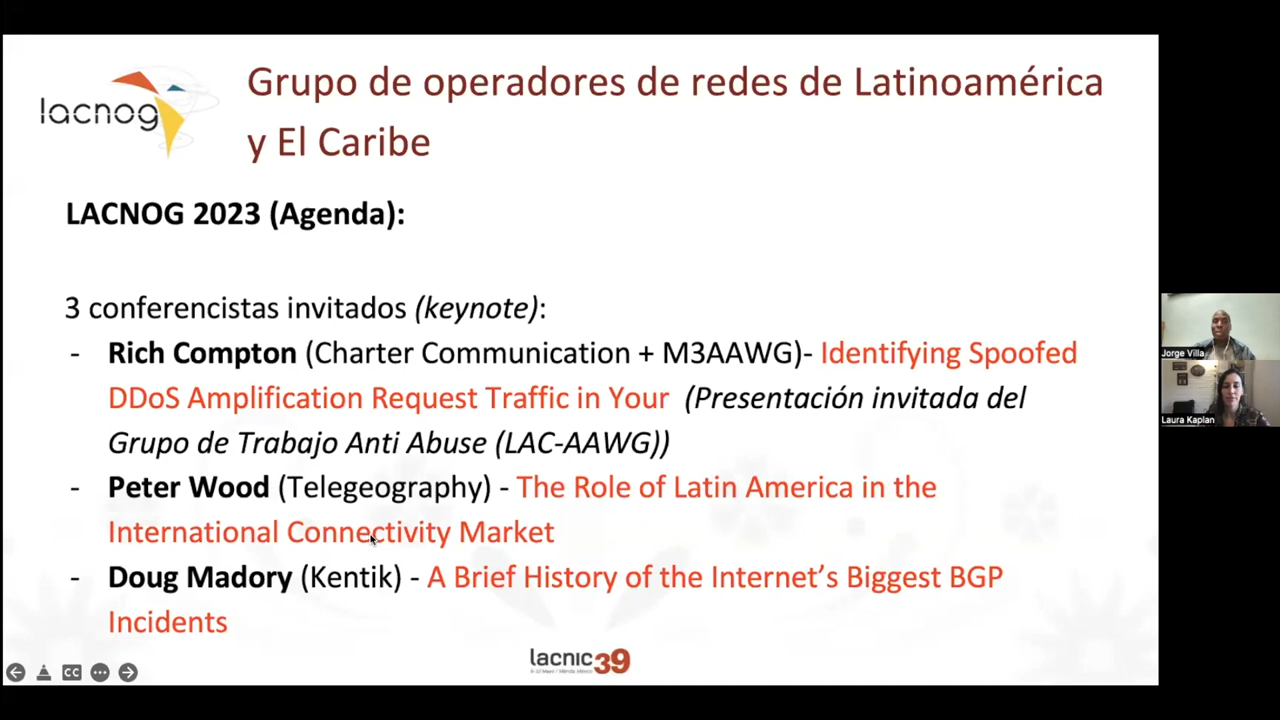 lacnog
Grupo de operadores de redes de Latinoamérica
y El Caribe
LACNOG 2023 (Agenda):
3 conferencistas invitados (keynote):
- Rich Compton (Charter Communication + M3AAWG)- Identifying Spoofed
DDoS Amplification Request Traffic in Your (Presentación invitada del
Grupo de Trabajo Anti Abuse (LAC-AAWG))
- Peter Wood (Telegeography) - The Role of Latin America in the
International Connectivity Market
- Doug Madory (Kentik) - A Brief History of the Internet’s Biggest BGP
Incidents
Jorge Villa
Laura Kaplan
CC
lacnic39